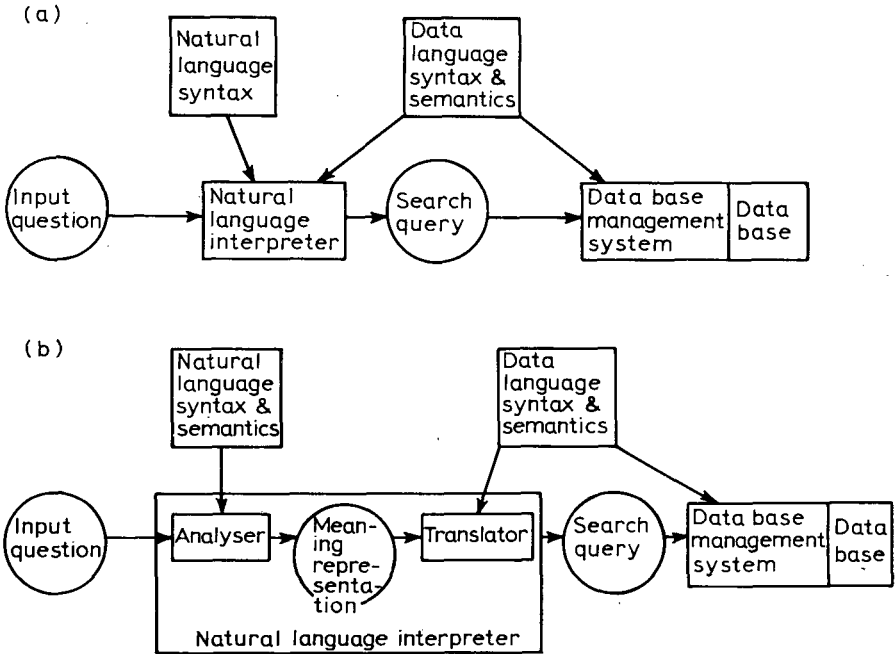 (a)
Natural
language
syntax
Data
language
syntax &
semantics
Input
question
Natural
language
interpreter
Search
query
Data base
management
system
Data
base
(b)
Natural
language
syntax &
semantics
Data
language
syntax &
semantics
Input
question
Analyser
Mean-
ing
repre-
senta-
tion
Translator
Search
query
Data base
management
system
Data
base
Natural language interpreter